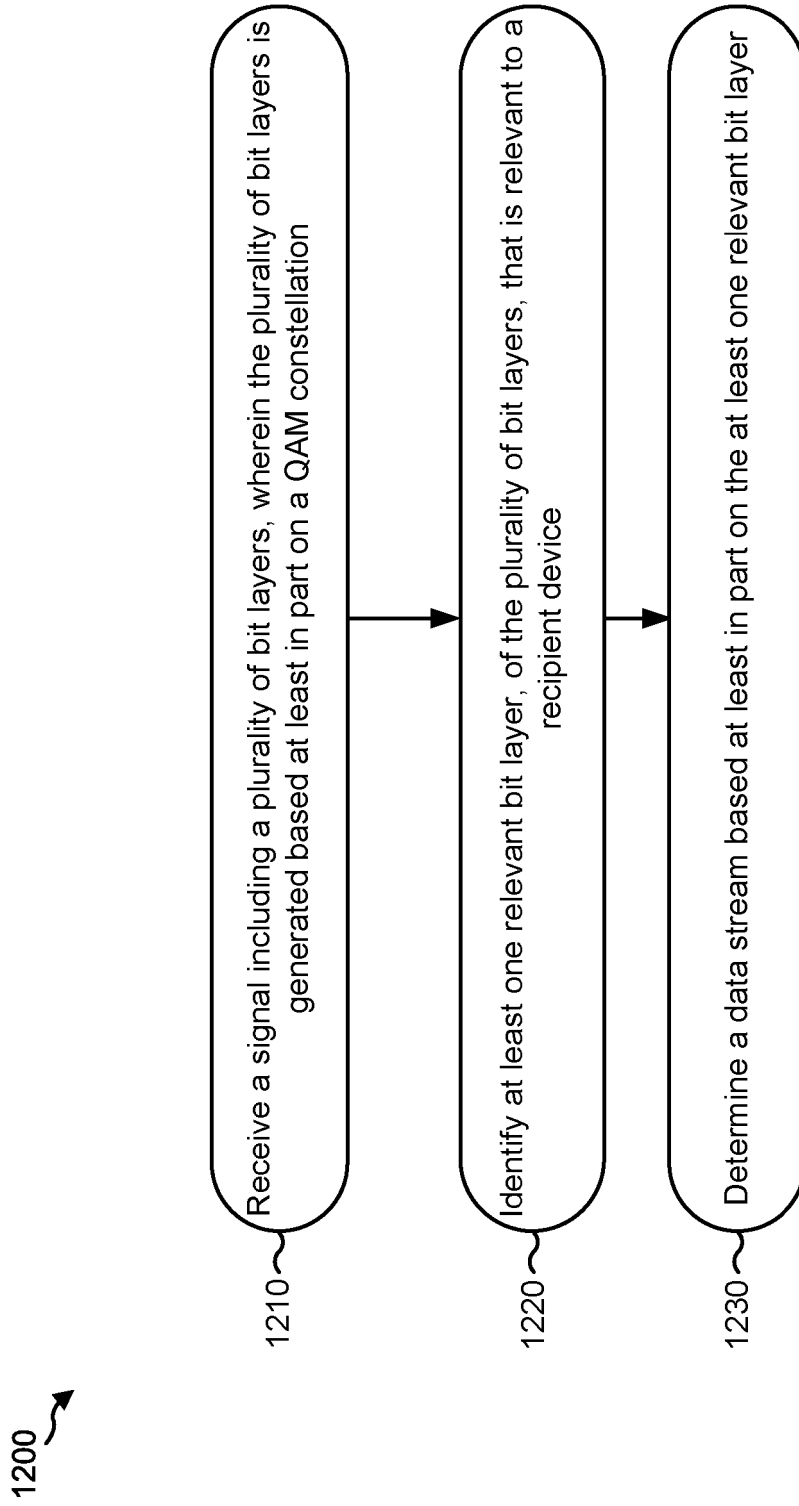 1200
1210
Receive a signal including a plurality of bit layers, wherein the plurality of bit layers is
generated based at least in part on a QAM constellation
1220
Identify at least one relevant bit layer, of the plurality of bit layers, that is relevant to a
recipient device
1230
Determine a data stream based at least in part on the at least one relevant bit layer